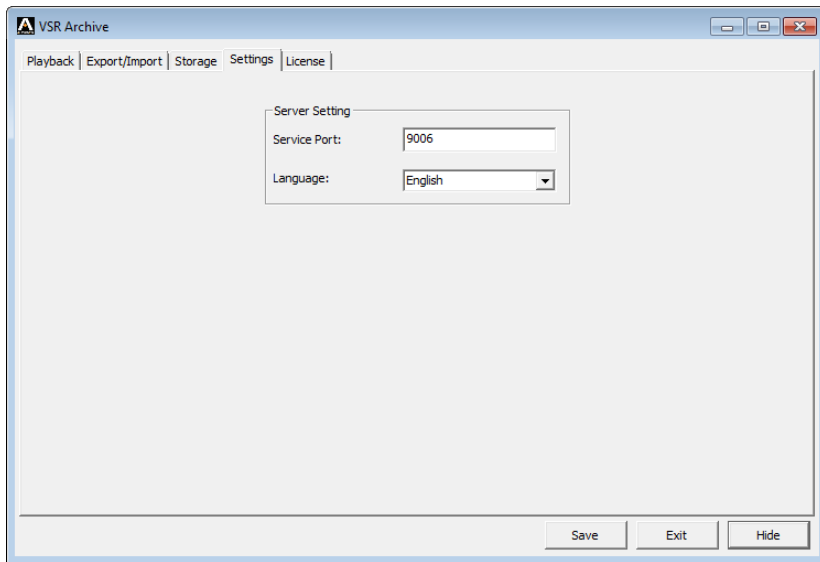 VSR Archive
Playback Export/Import Storage Settings License
Server Setting
Service Port: 9006
Language: English
Save Exit Hide